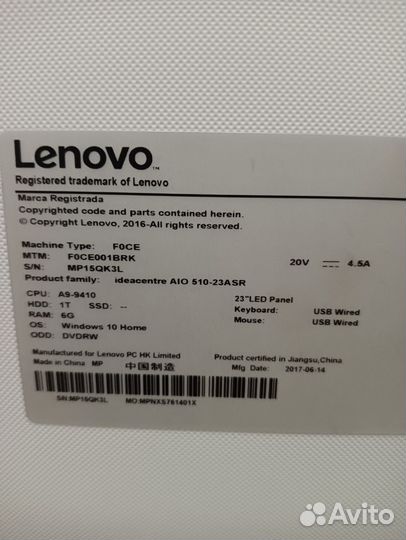 Lenovo™
Registered trademark of Lenovo
Marca Registrada
Copyrighted code and parts contained herein.
© Copyright Lenovo, 2016-All rights reserved.
Machine Type: F0CE
MTM: F0CE001BRK 20V ⎓ 4.5A
S/N: MP15QK3L
Product family: ideacentre AIO 510-23ASR
CPU: A9-9410 23"LED Panel
HDD: 1T SSD: -- Keyboard: USB Wired
RAM: 6G Mouse: USB Wired
OS: Windows 10 Home
ODD: DVDRW
Manufactured for Lenovo PC HK Limited Product certified in Jiangsu,China
Made in China MP 中国制造 Mfg Date: 2017-06-14
S/N:MP15QK3L MO:MPNXS761401X
Avito